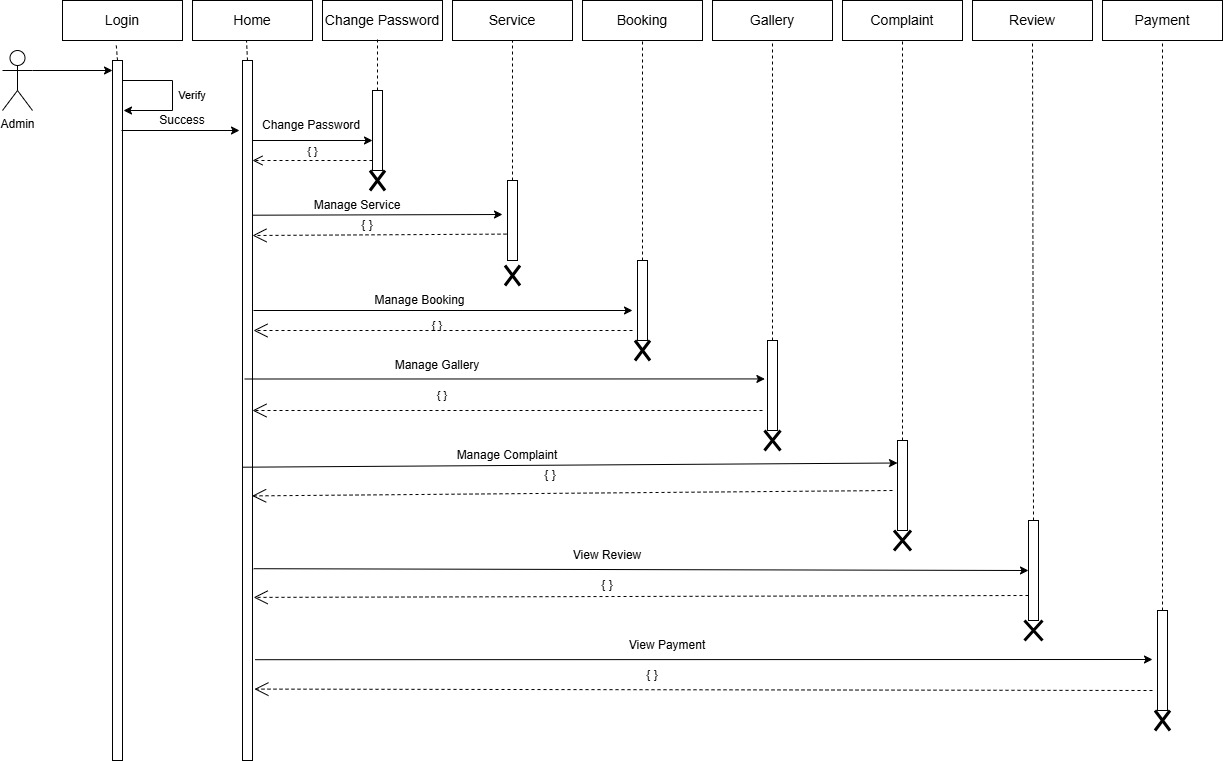 Login
Home
Change Password
Service
Booking
Gallery
Complaint
Review
Payment
Admin
Verify
Success
Change Password
{ }
Manage Service
{ }
Manage Booking
{ }
Manage Gallery
{ }
Manage Complaint
{ }
View Review
{ }
View Payment
{ }